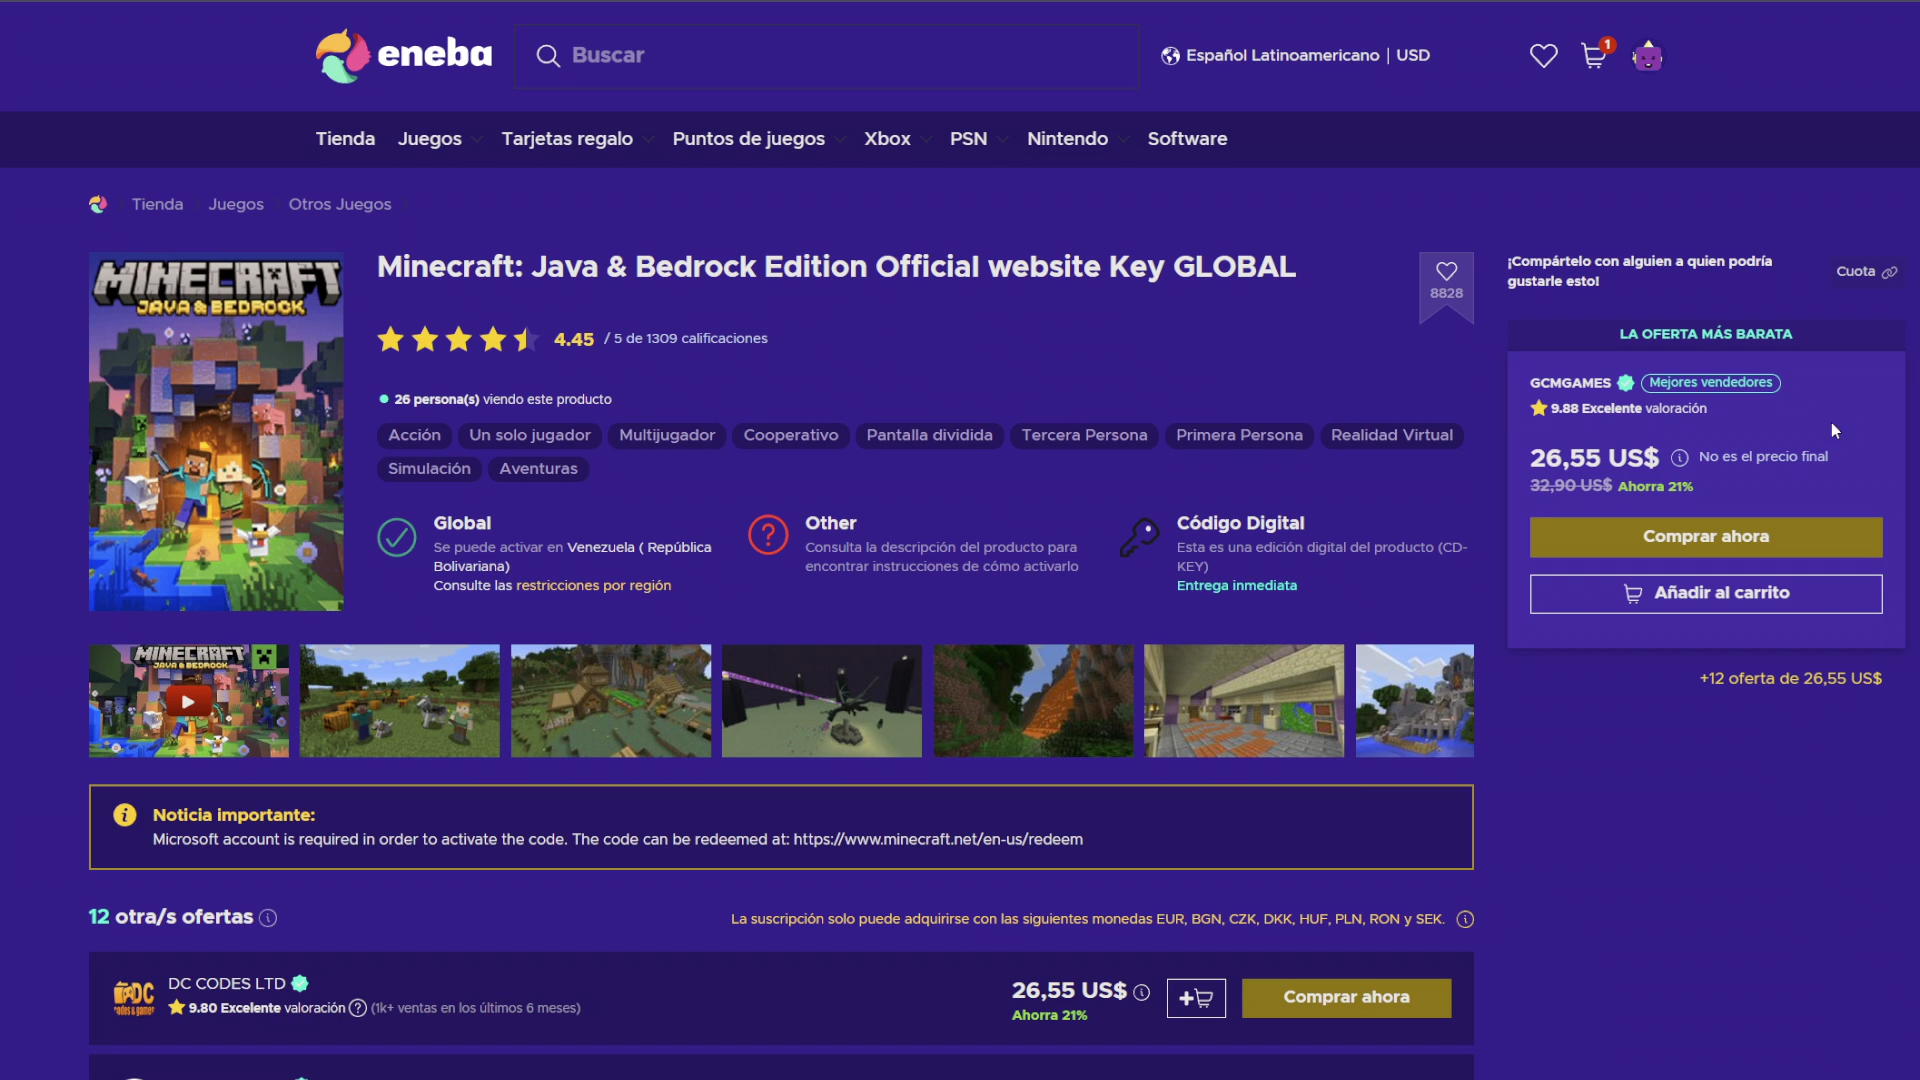 eneba
Buscar
Español Latinoamericano | USD
1
Tienda
Juegos
Tarjetas regalo
Puntos de juegos
Xbox
PSN
Nintendo
Software
Tienda
Juegos
Otros Juegos
MINECRAFT
JAVA & BEDROCK
Minecraft: Java & Bedrock Edition Official website Key GLOBAL
8828
4.45 / 5 de 1309 calificaciones
26 persona(s) viendo este producto
Acción
Un solo jugador
Multijugador
Cooperativo
Pantalla dividida
Tercera Persona
Primera Persona
Realidad Virtual
Simulación
Aventuras
Global
Se puede activar en Venezuela ( República
Bolivariana)
Consulte las restricciones por región
Other
Consulta la descripción del producto para
encontrar instrucciones de cómo activarlo
Código Digital
Esta es una edición digital del producto (CD-
KEY)
Entrega inmediata
¡Compártelo con alguien a quien podría
gustarle esto!
Cuota
LA OFERTA MÁS BARATA
GCMGAMES
Mejores vendedores
9.88 Excelente valoración
26,55 US$
No es el precio final
32,90 US$ Ahorra 21%
Comprar ahora
Añadir al carrito
+12 oferta de 26,55 US$
MINECRAFT
JAVA & BEDROCK
Noticia importante:
Microsoft account is required in order to activate the code. The code can be redeemed at: https://www.minecraft.net/en-us/redeem
12 otra/s ofertas
La suscripción solo puede adquirirse con las siguientes monedas EUR, BGN, CZK, DKK, HUF, PLN, RON y SEK.
DC
codes & games
DC CODES LTD
9.80 Excelente valoración (1k+ ventas en los últimos 6 meses)
26,55 US$
Ahorra 21%
Comprar ahora